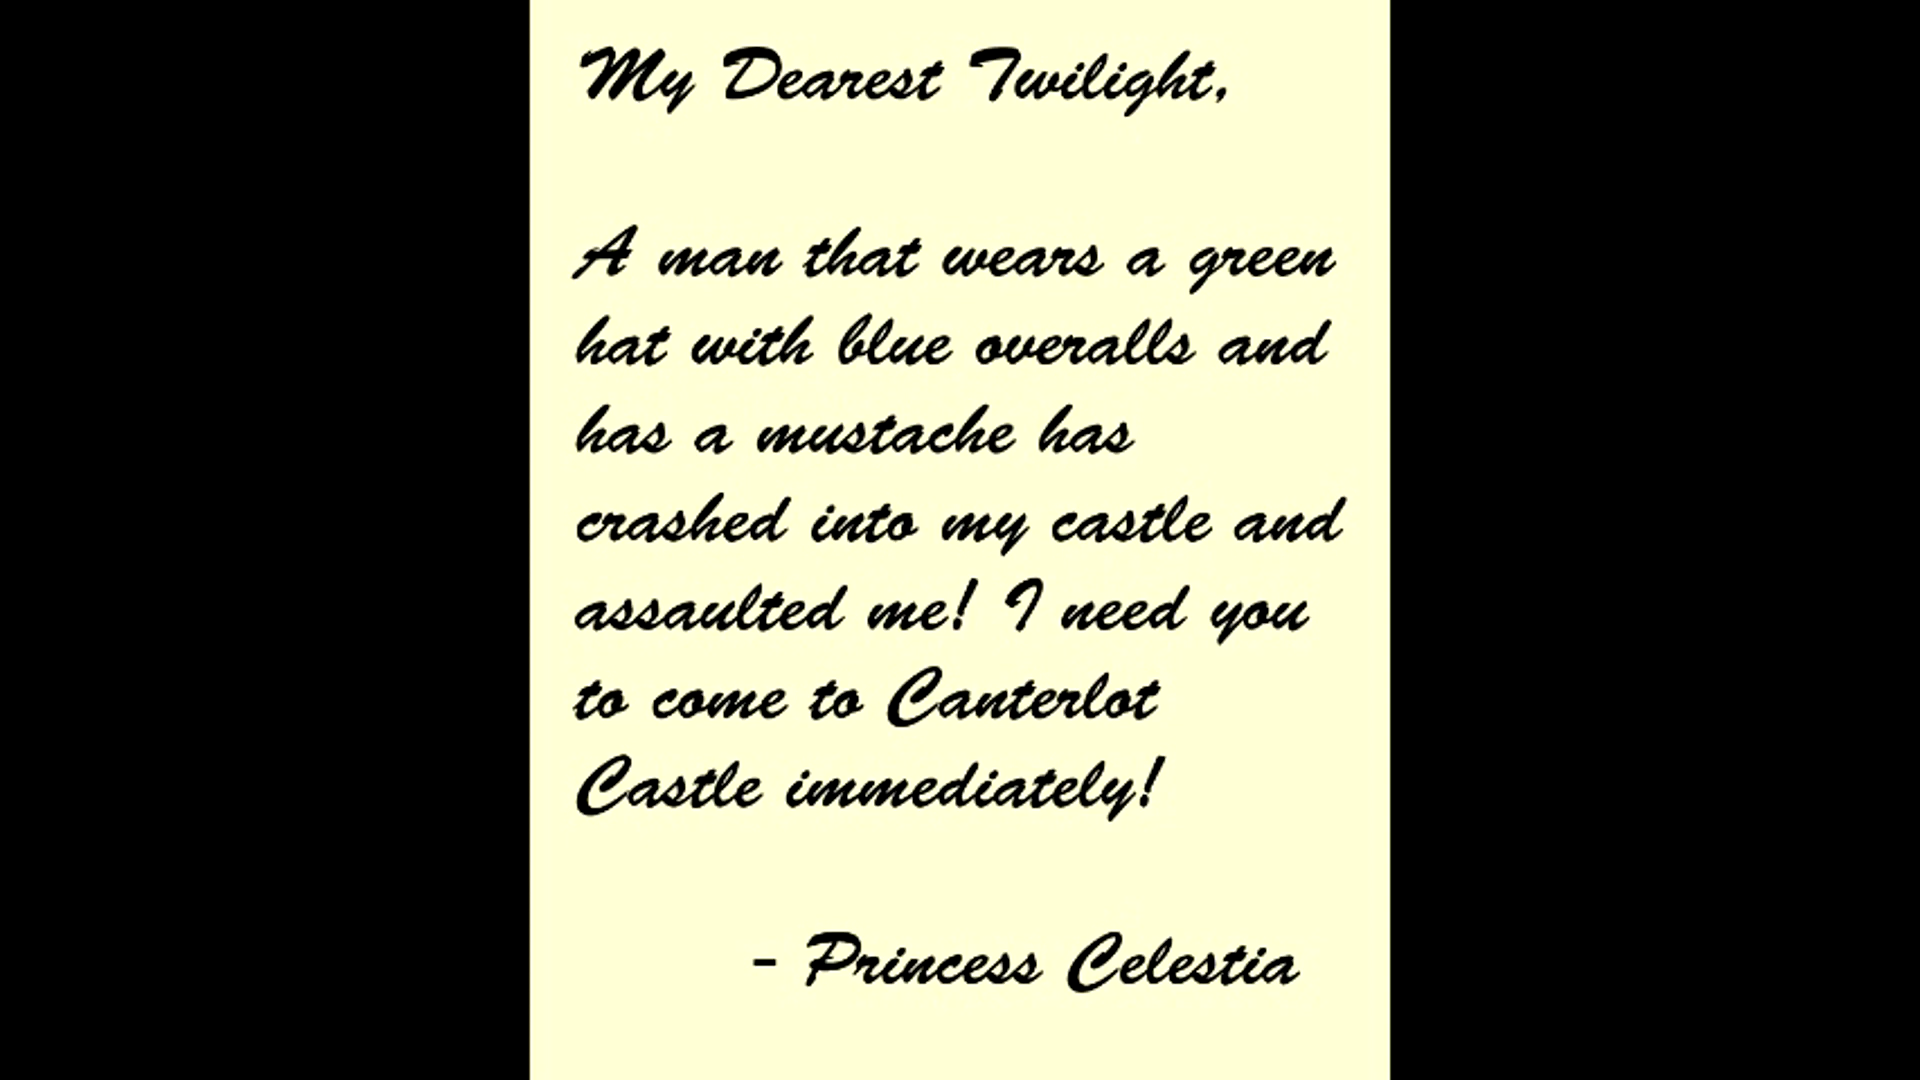 My Dearest Twilight,
A man that wears a green
hat with blue overalls and
has a mustache has
crashed into my castle and
assaulted me! I need you
to come to Canterlot
Castle immediately!
- Princess Celestia